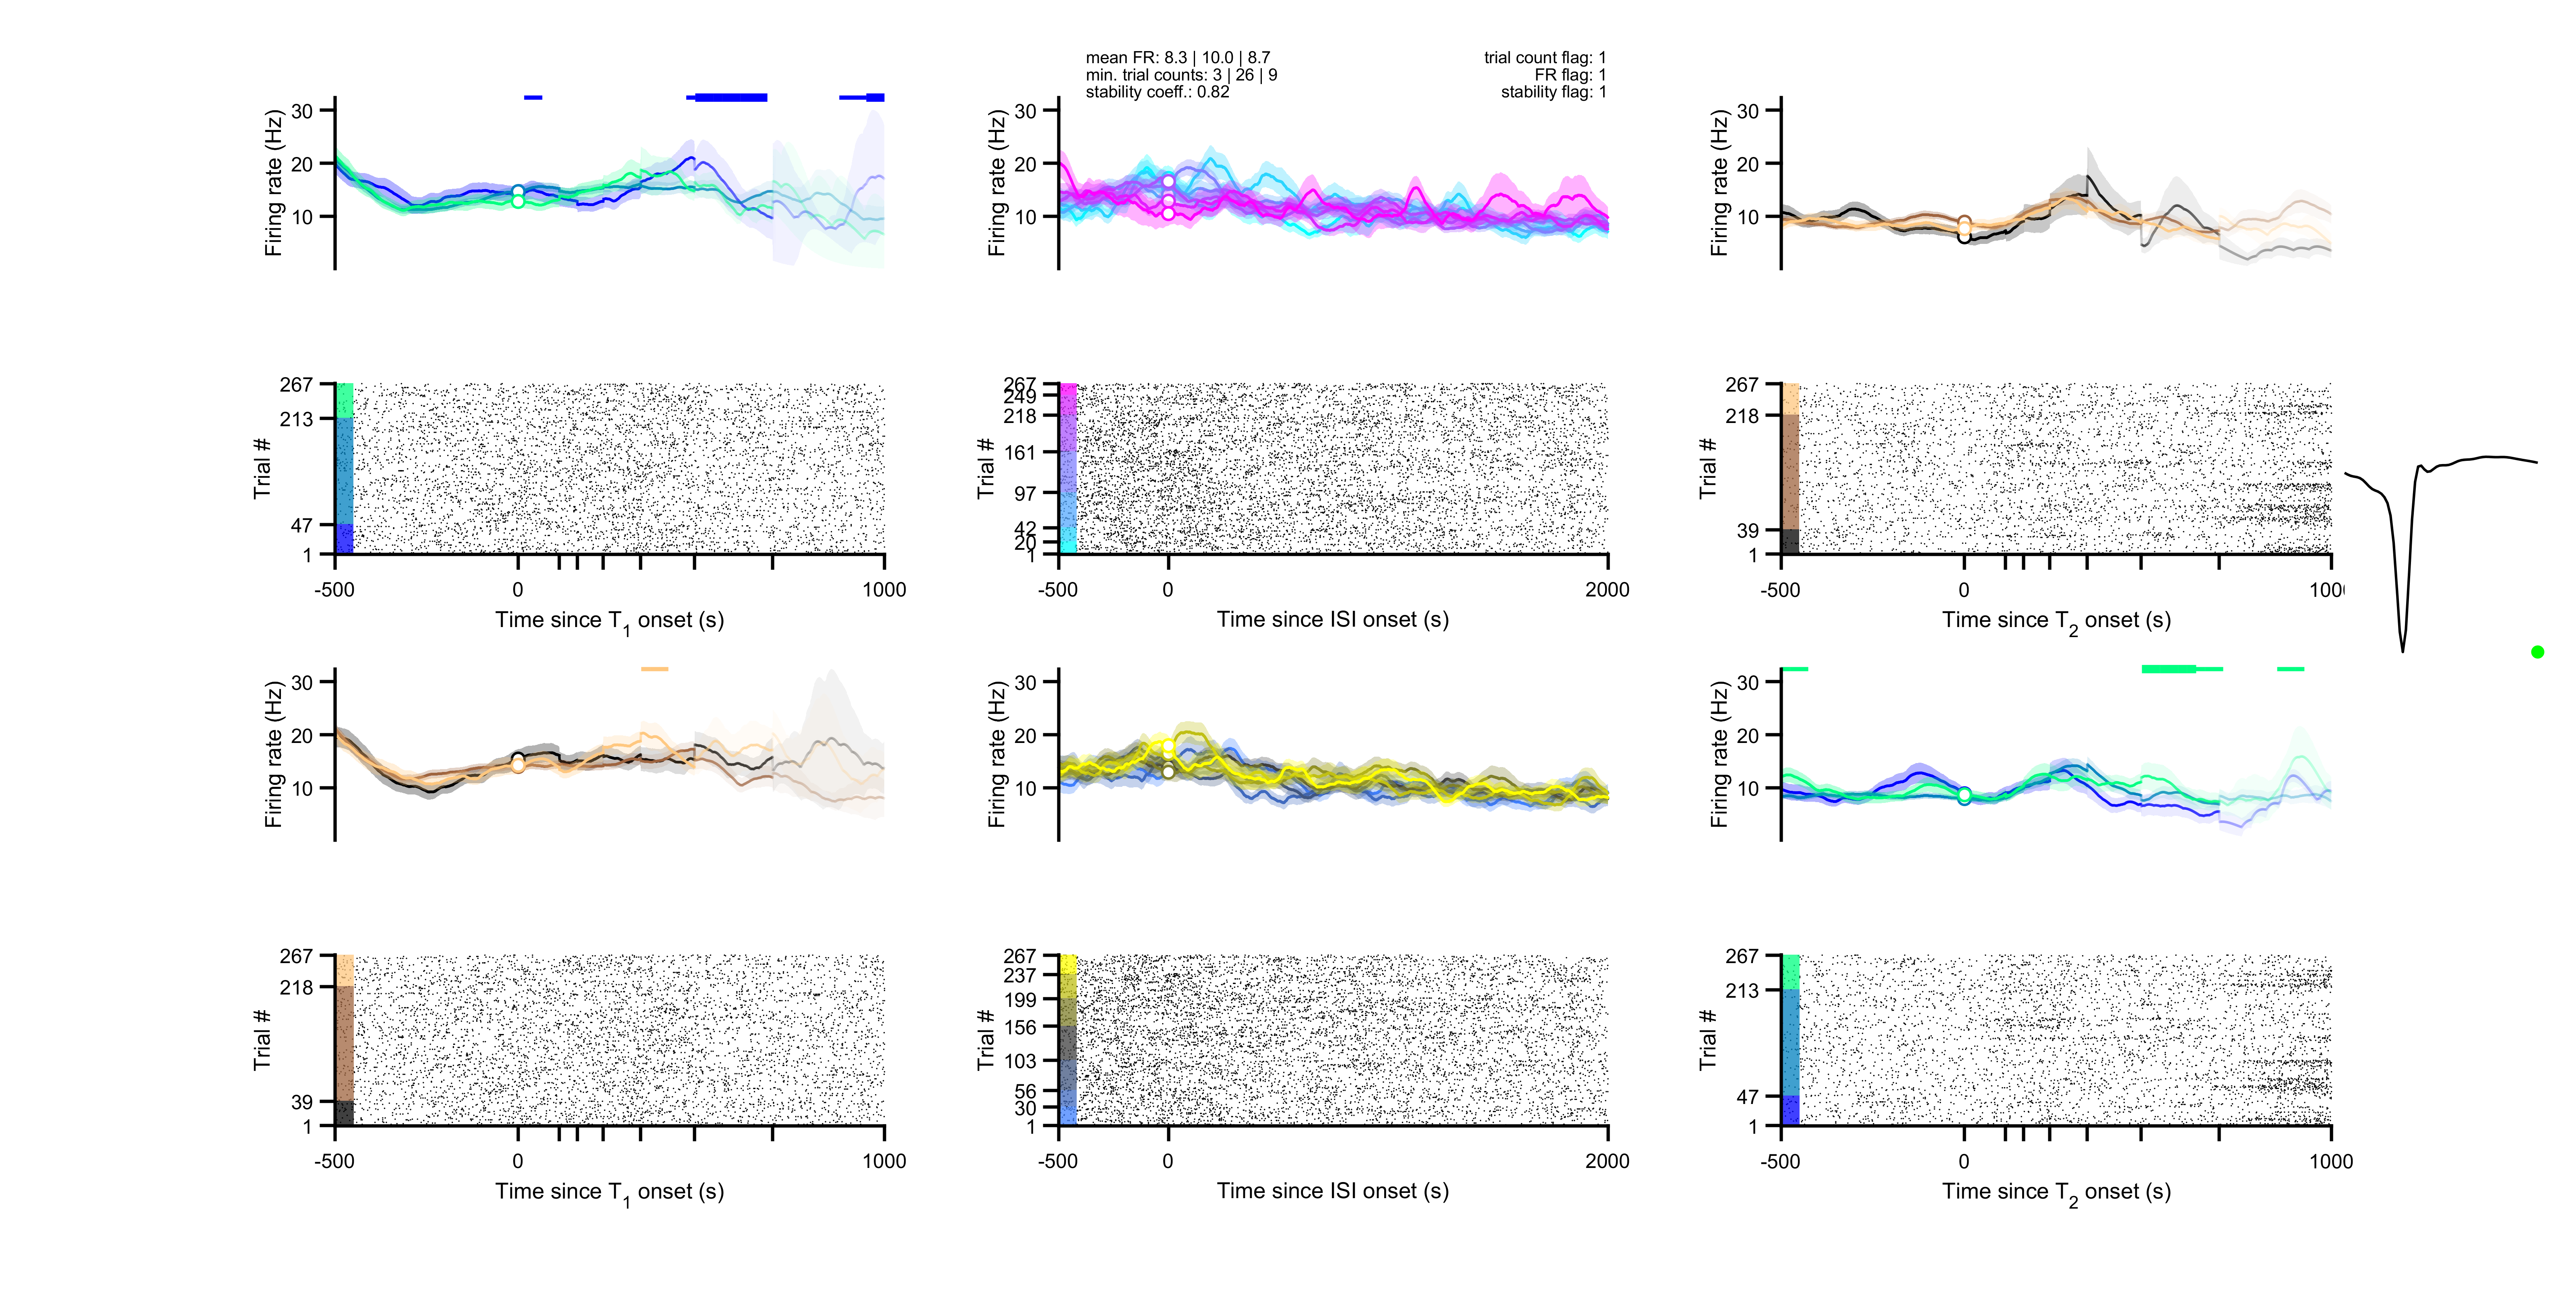 mean FR: 8.3 | 10.0 | 8.7
min. trial counts: 3 | 26 | 9
stability coeff.: 0.82
trial count flag: 1
FR flag: 1
stability flag: 1
Firing rate (Hz)
30
20
10
Firing rate (Hz)
30
20
10
Firing rate (Hz)
30
20
10
Trial #
267
213
47
1
-500
0
1000
Time since T1 onset (s)
Trial #
267
249
218
161
97
42
20
1
-500
0
2000
Time since ISI onset (s)
Trial #
267
218
39
1
-500
0
Time since T2 onset (s)
Firing rate (Hz)
30
20
10
Firing rate (Hz)
30
20
10
Firing rate (Hz)
30
20
10
Trial #
267
218
39
1
-500
0
1000
Time since T1 onset (s)
Trial #
267
237
199
156
103
56
30
1
-500
0
2000
Time since ISI onset (s)
Trial #
267
213
47
1
-500
0
1000
Time since T2 onset (s)